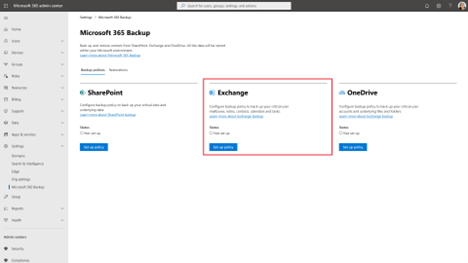 Microsoft 365 admin center
Search for users, groups, settings, and actions
Home
Users
Devices
Groups
Roles
Resources
Billing
Support
Data
Apps & services
Settings
Domains
Search & intelligence
Edge
Org settings
Microsoft 365 Backup
Setup
Reports
Health
Admin centers
Security
Compliance
Settings > Microsoft 365 Backup
Microsoft 365 Backup
Back up and restore content from SharePoint, Exchange and OneDrive. All the data will be stored
within your Microsoft environment.
Learn more about Microsoft 365 Backup
Backup policies
Restorations
SharePoint
Configure backup policy to back up your critical sites and
underlying data.
Learn more about SharePoint backup
Status
Not set up
Set up policy
Exchange
Configure backup policy to back up your critical user
mailboxes, notes, contacts, calendars and tasks.
Learn more about Exchange backup
Status
Not set up
Set up policy
OneDrive
Configure backup policy to back up your critical user
accounts and underlying files and folders.
Learn more about Exchange backup
Status
Not set up
Set up policy